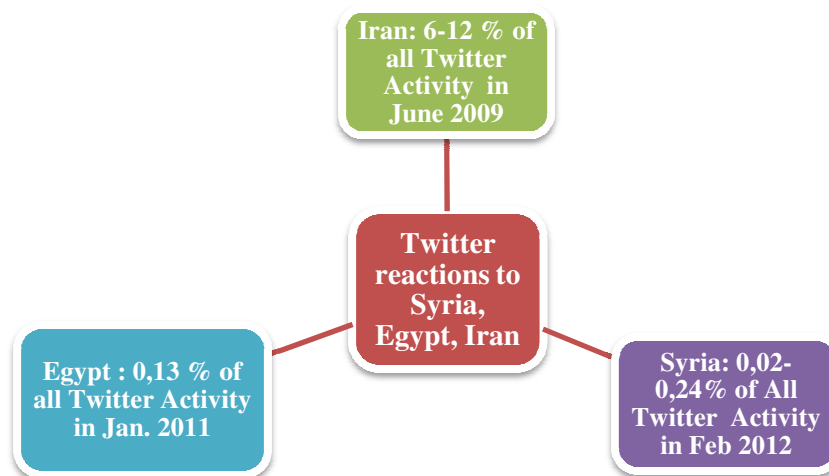 Iran: 6-12 % of
all Twitter
Activity in
June 2009
Twitter
reactions to
Syria,
Egypt, Iran
Egypt : 0,13 % of
all Twitter Activity
in Jan. 2011
Syria: 0,02-
0,24% of All
Twitter Activity
in Feb 2012